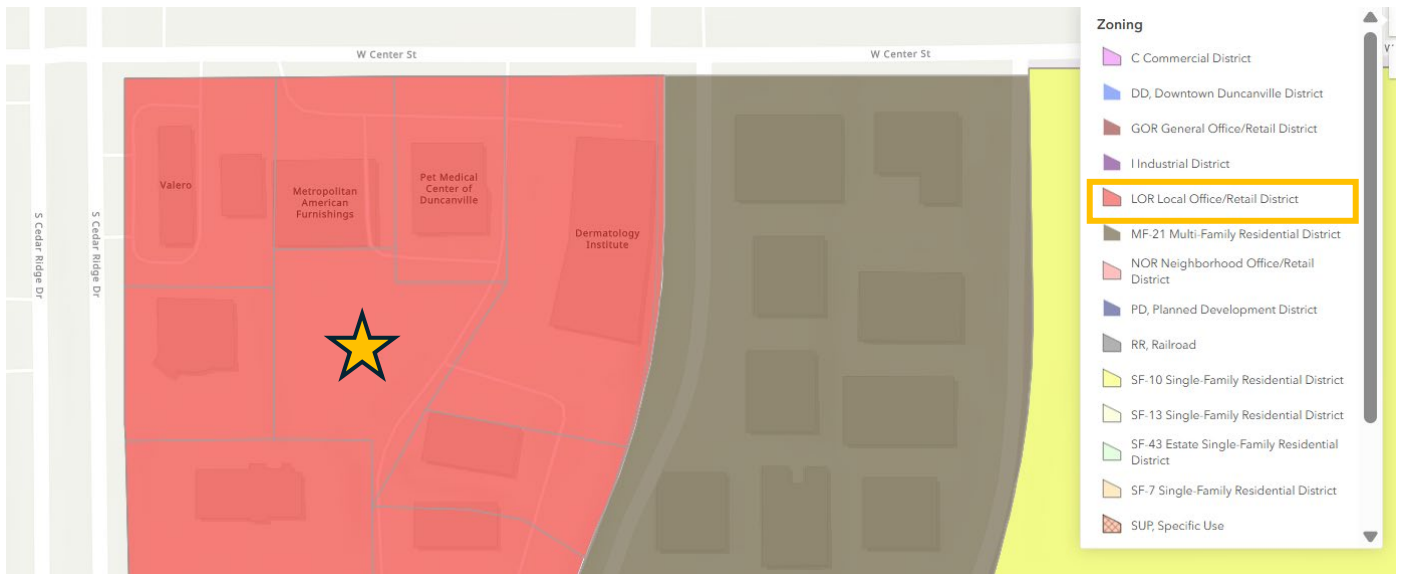 W Center St
W Center St
Valero
Metropolitan
American
Furnishings
Pet Medical
Center of
Duncanville
Dermatology
Institute
S Cedar Ridge Dr
S Cedar Ridge Dr
Zoning
C Commercial District
DD, Downtown Duncanville District
GOR General Office/Retail District
I Industrial District
LOR Local Office/Retail District
MF-21 Multi-Family Residential District
NOR Neighborhood Office/Retail
District
PD, Planned Development District
RR, Railroad
SF-10 Single-Family Residential District
SF-13 Single-Family Residential District
SF-43 Estate Single-Family Residential
District
SF-7 Single-Family Residential District
SUP, Specific Use